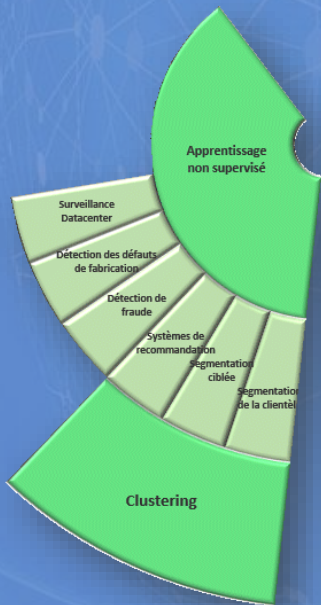 Apprentissage
non supervisé
Surveillance
Datacenter
Détection des défauts
de fabrication
Détection de
fraude
Systèmes de
recommandation
Segmentation
ciblée
Segmentation
de la clientèl
Clustering